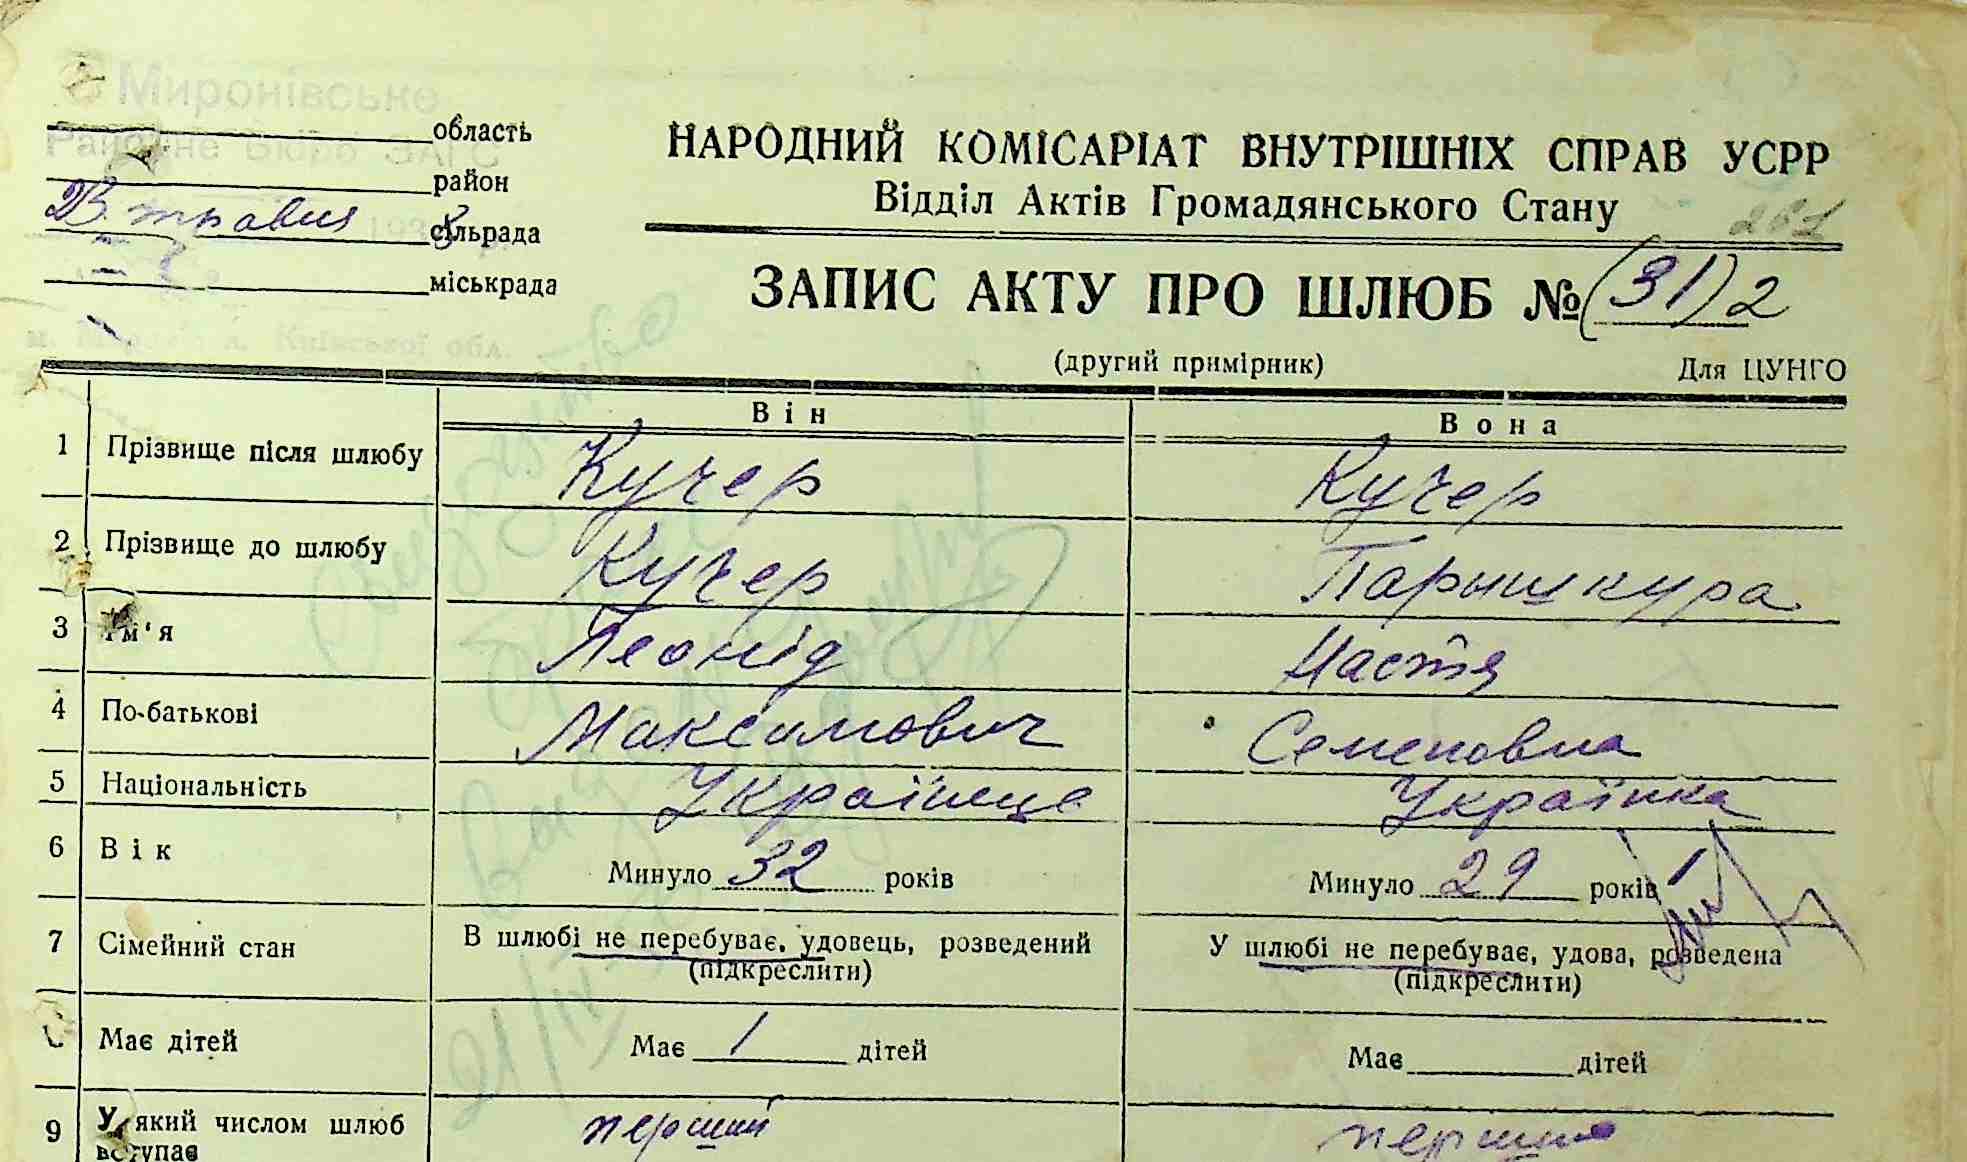 Миронівське
область
Районне Бюро ЗАГС
район
травня 193
сільрада
міськрада
Київської обл.
НАРОДНИЙ КОМІСАРІАТ ВНУТРІШНІХ СПРАВ УСРР
Відділ Актів Громадянського Стану
261
ЗАПИС АКТУ ПРО ШЛЮБ № (31) 2
(другий примірник) Для ЦУНГО
Він Вона
1 Прізвище після шлюбу Кучер Кучер
2 Прізвище до шлюбу Кучер Парышкура
3 Ім'я Леонід Настя
4 По-батькові Максимович Семеновна
5 Національність Українець Українка
6 Вік Минуло 32 років Минуло 29 років
7 Сімейний стан В шлюбі не перебуває, удовець, розведений У шлюбі не перебуває, удова, розведена
(підкреслити) (підкреслити)
Має дітей Має 1 дітей Має дітей
9 У який числом шлюб перший перший
вступає